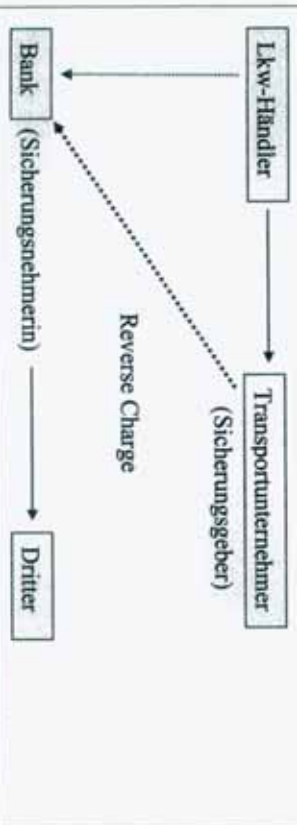 Lkw-Händler
Transportunternehmer
(Sicherungsgeber)
Reverse Charge
Bank
(Sicherungsnehmerin)
Dritter